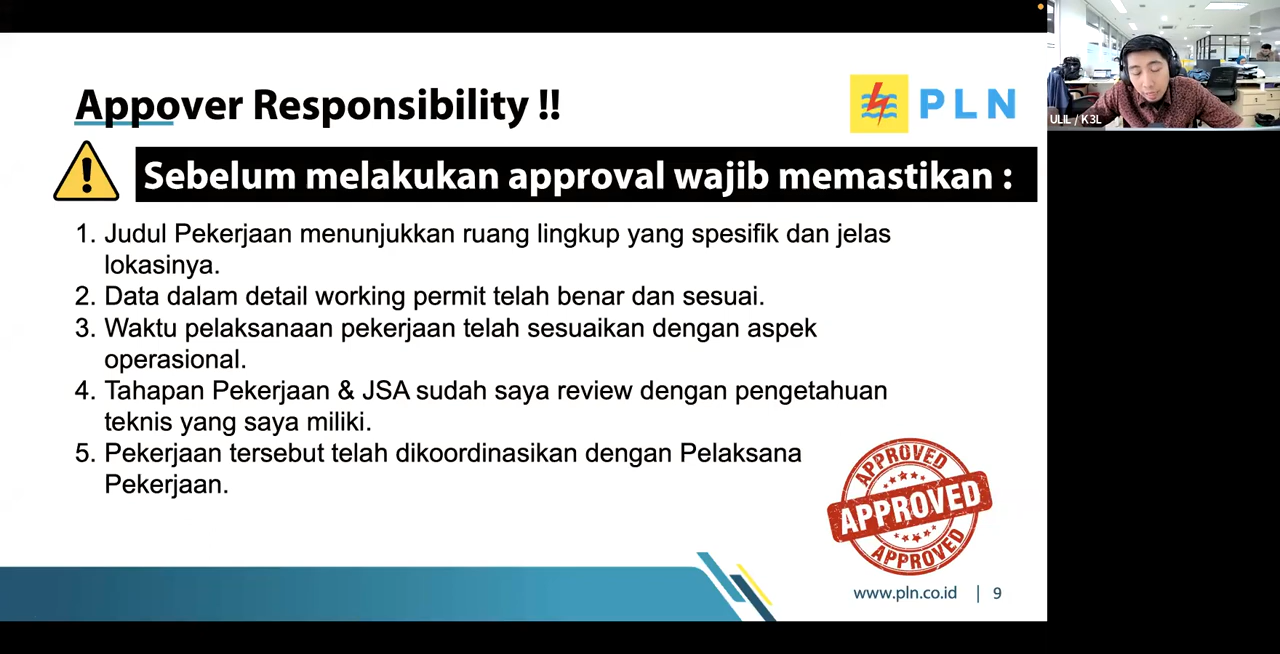 Appover Responsibility !!
PLN
ULIL / K3L
Sebelum melakukan approval wajib memastikan :
1. Judul Pekerjaan menunjukkan ruang lingkup yang spesifik dan jelas
lokasinya.
2. Data dalam detail working permit telah benar dan sesuai.
3. Waktu pelaksanaan pekerjaan telah sesuaikan dengan aspek
operasional.
4. Tahapan Pekerjaan & JSA sudah saya review dengan pengetahuan
teknis yang saya miliki.
5. Pekerjaan tersebut telah dikoordinasikan dengan Pelaksana
Pekerjaan.
APPROVED
APPROVED
APPROVED
www.pln.co.id | 9